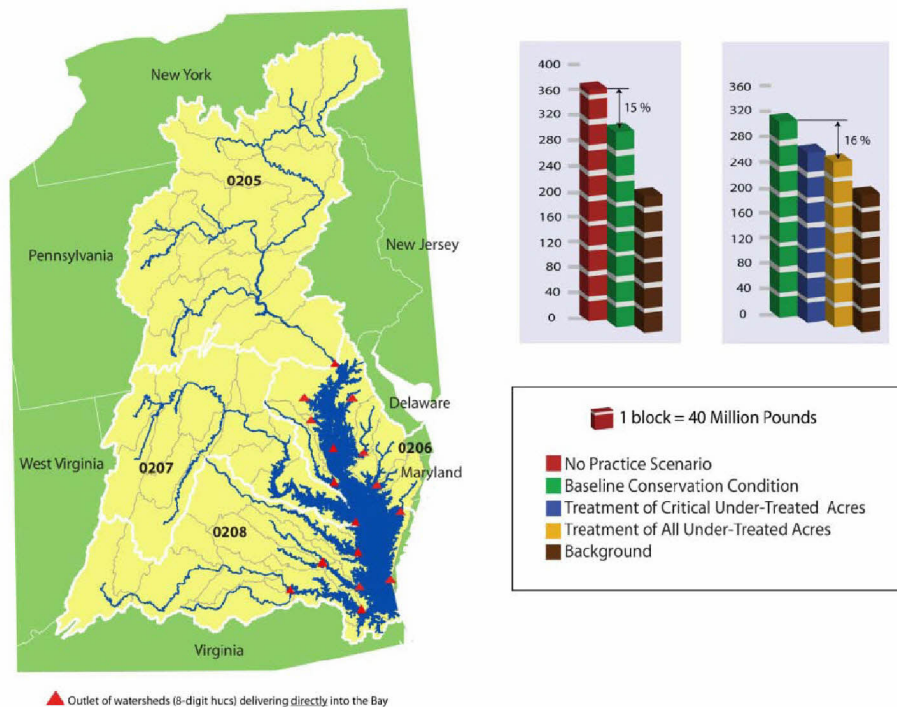 New York
0205
Pennsylvania
New Jersey
Delaware
0206
Maryland
West Virginia
0207
0208
Virginia
Outlet of watersheds (8-digit hucs) delivering directly into the Bay
400
360
320
280
240
200
160
120
80
40
0
15 %
360
320
280
240
200
160
120
80
40
0
16 %
1 block = 40 Million Pounds
No Practice Scenario
Baseline Conservation Condition
Treatment of Critical Under-Treated Acres
Treatment of All Under-Treated Acres
Background